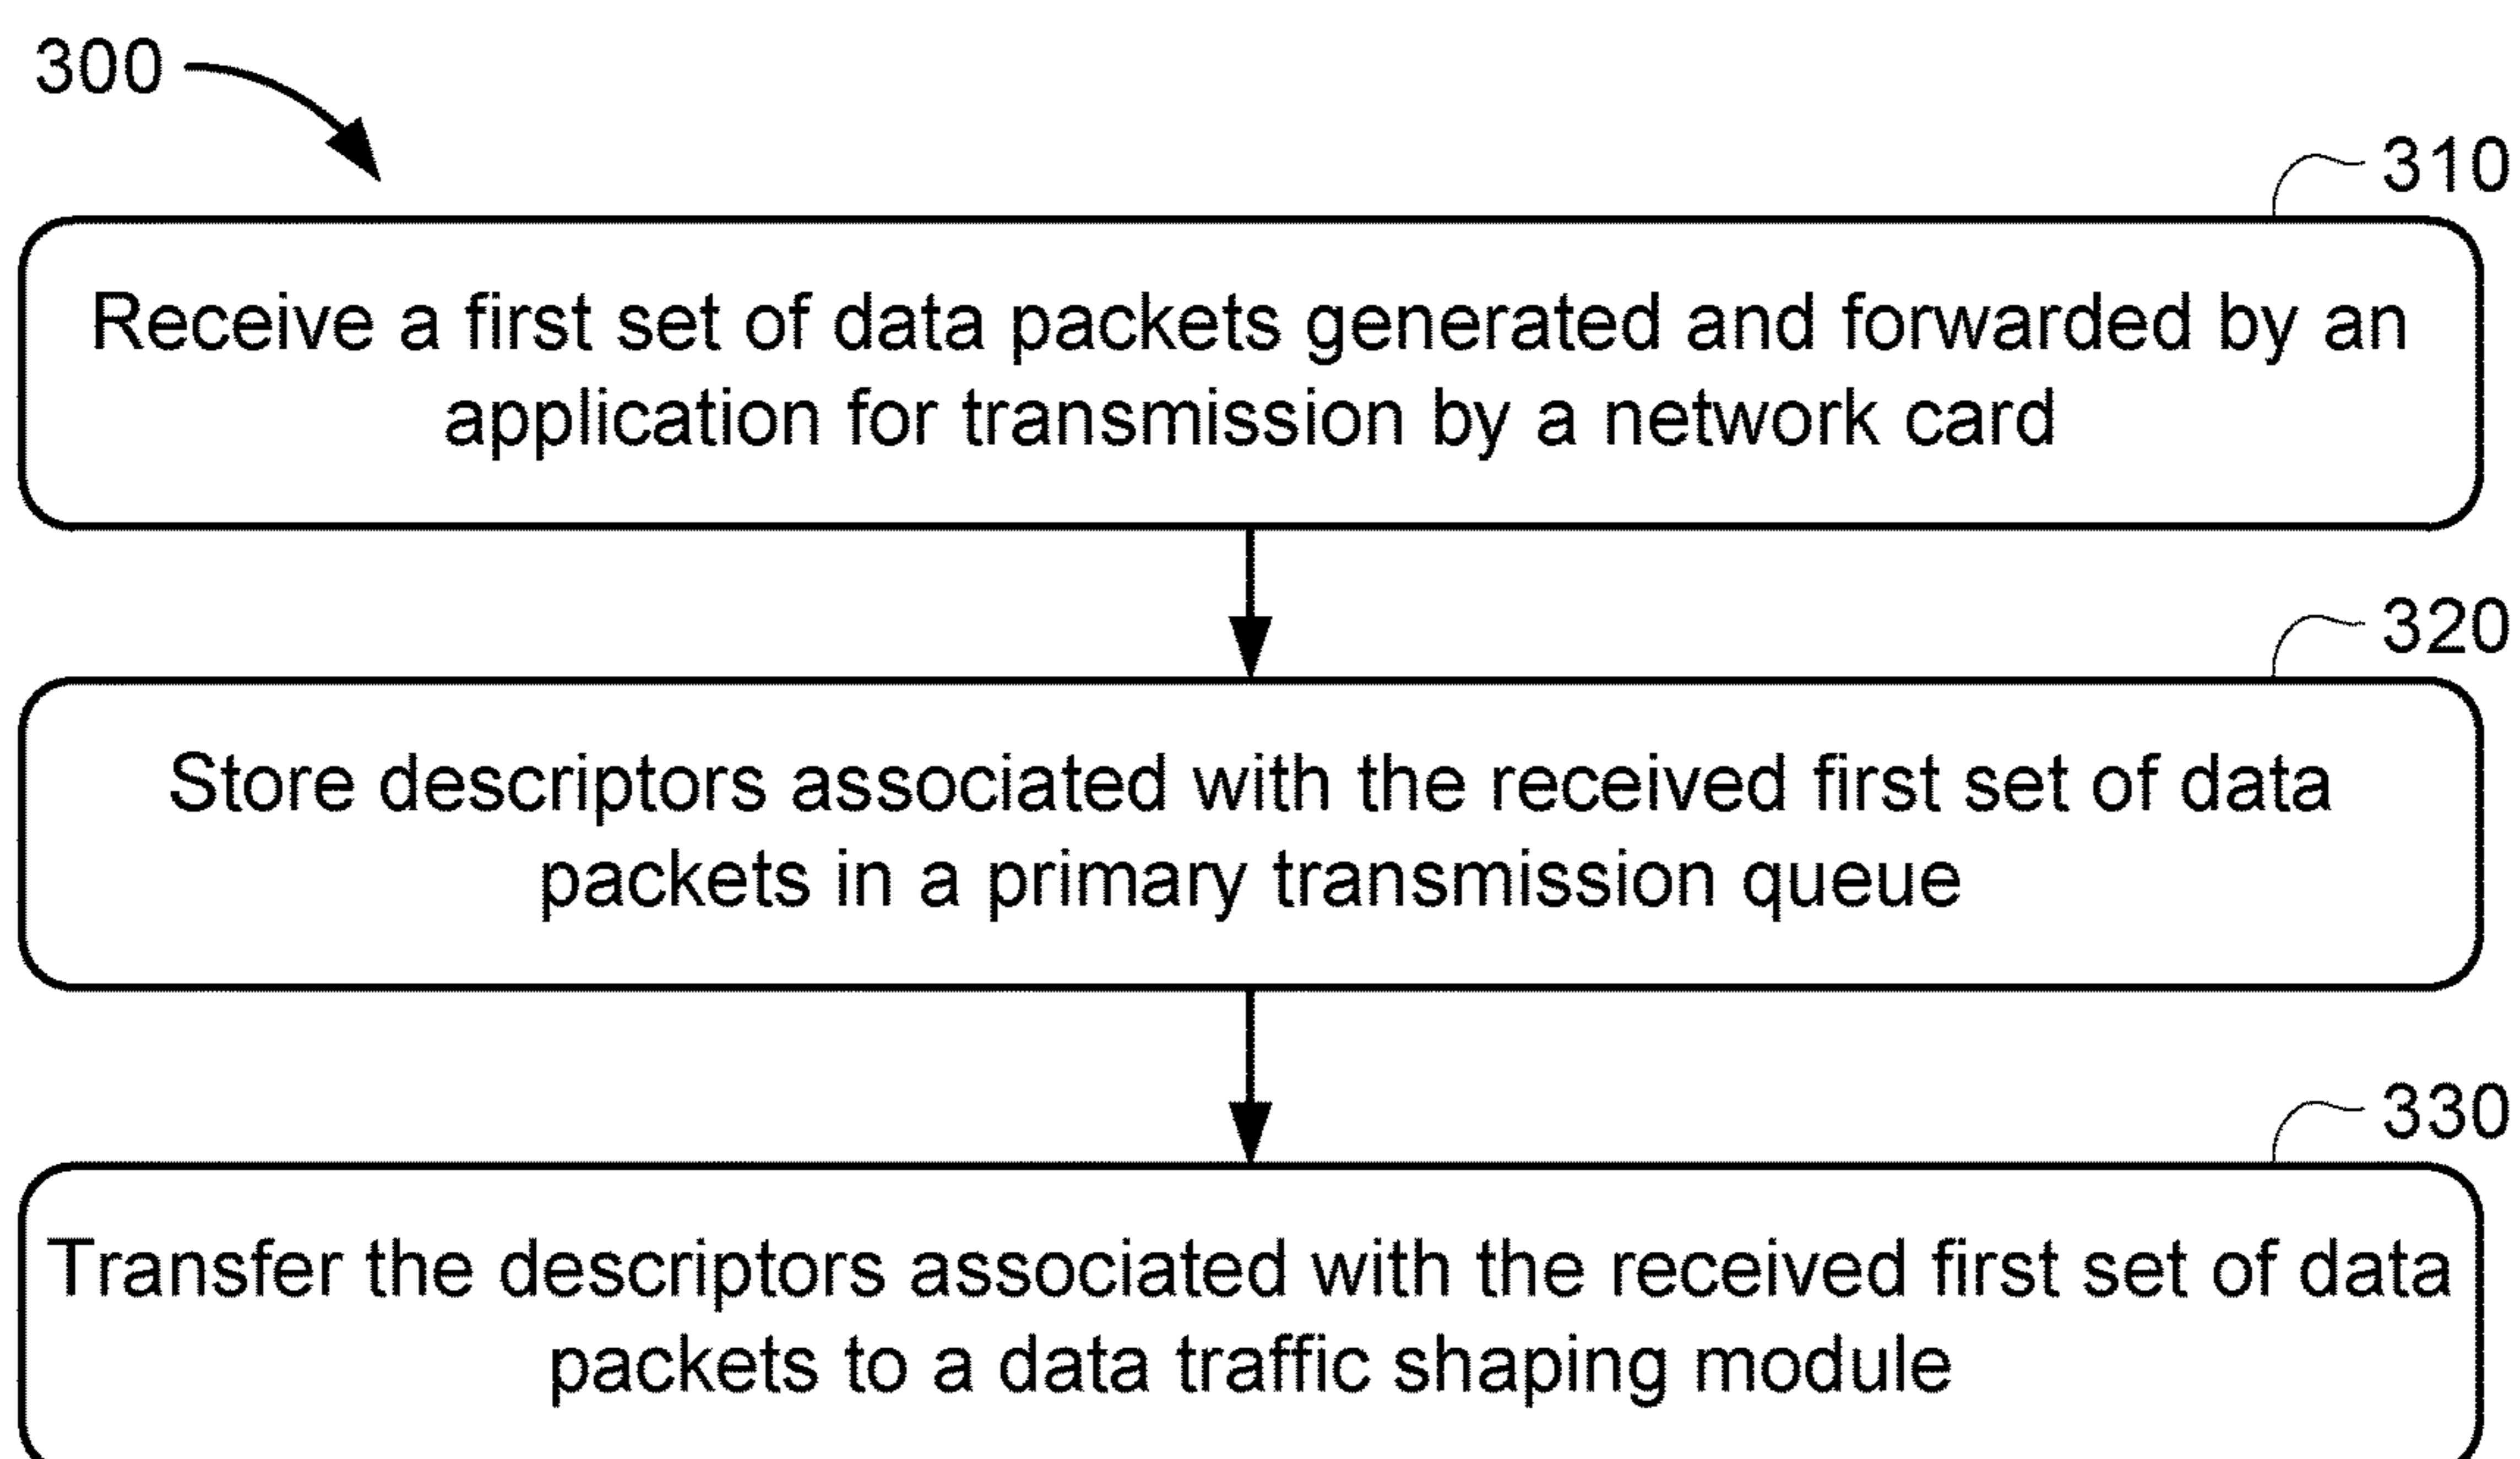 300
310
Receive a first set of data packets generated and forwarded by an
application for transmission by a network card
320
Store descriptors associated with the received first set of data
packets in a primary transmission queue
330
Transfer the descriptors associated with the received first set of data
packets to a data traffic shaping module